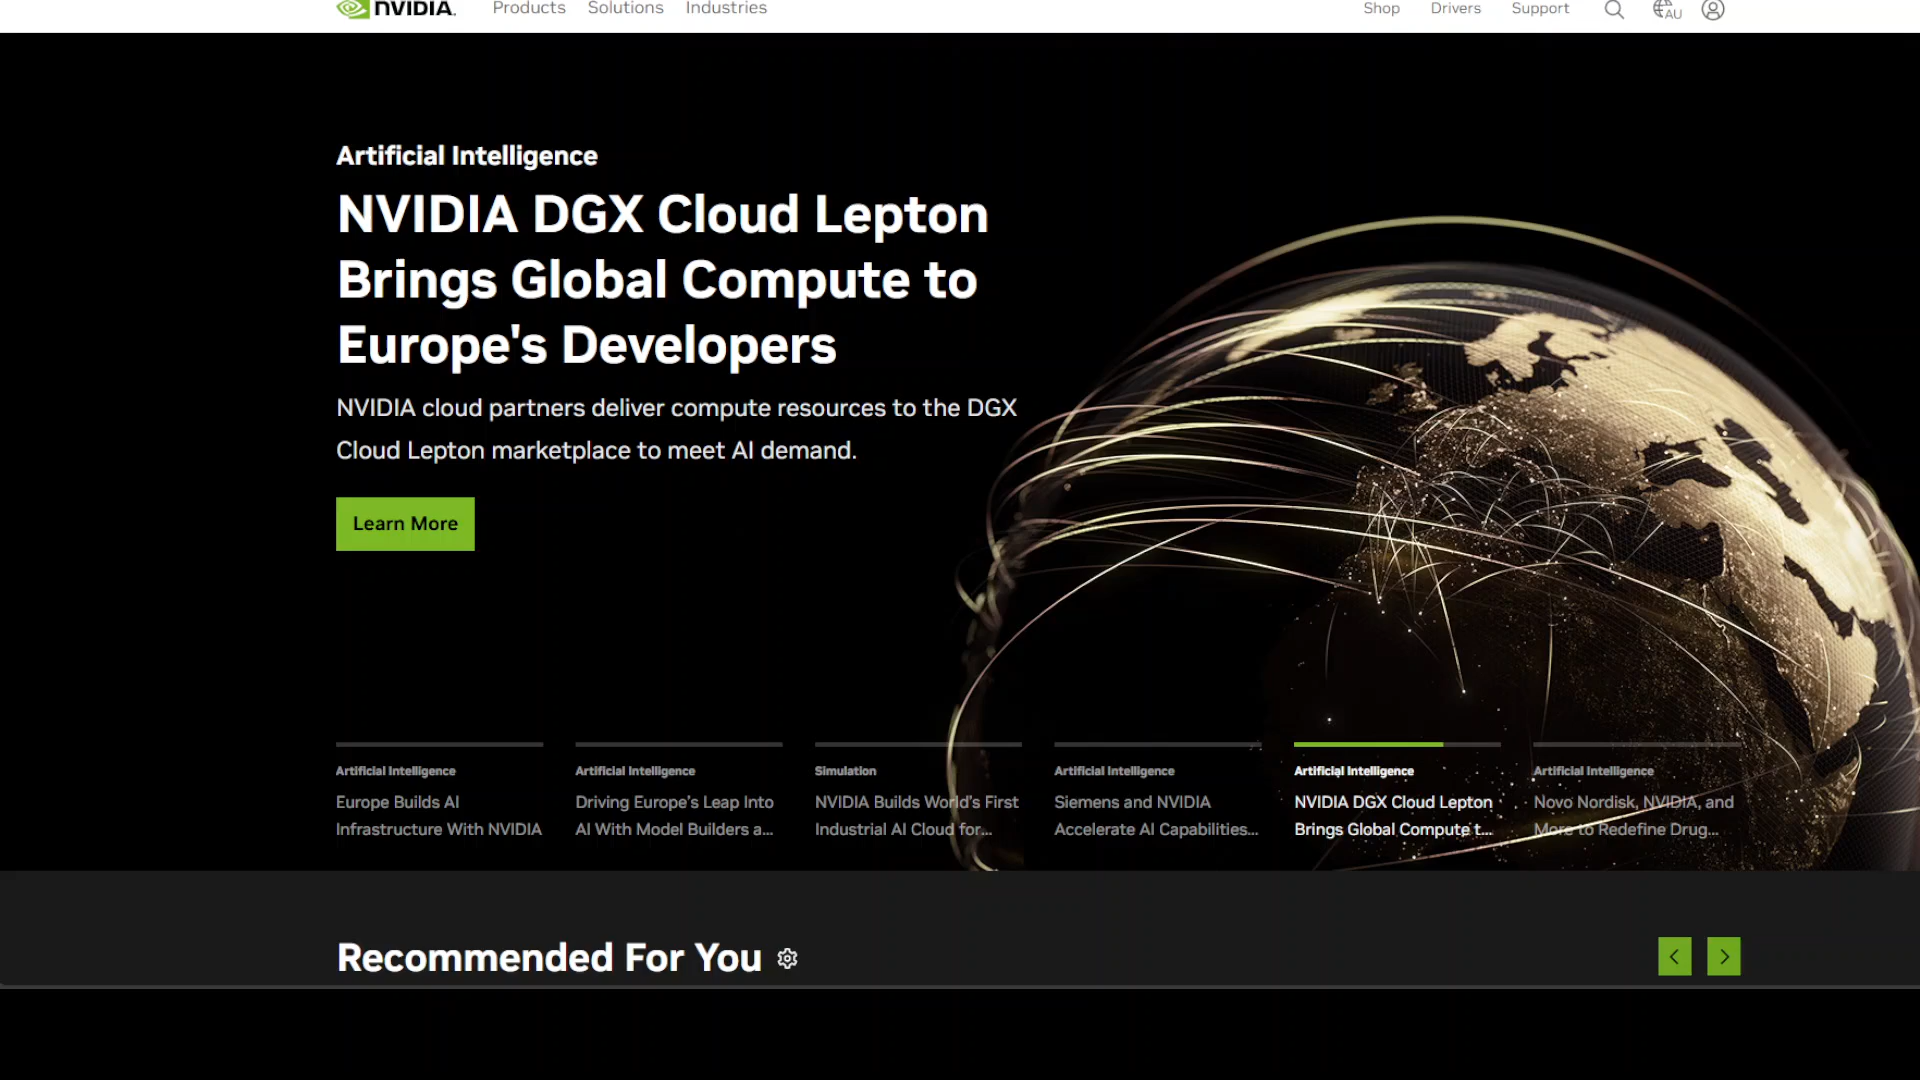 NVIDIA.
Products Solutions Industries
Shop Drivers Support AU
Artificial Intelligence
NVIDIA DGX Cloud Lepton
Brings Global Compute to
Europe's Developers
NVIDIA cloud partners deliver compute resources to the DGX
Cloud Lepton marketplace to meet AI demand.
Learn More
Artificial Intelligence
Europe Builds AI
Infrastructure With NVIDIA
Artificial Intelligence
Driving Europe’s Leap Into
AI With Model Builders a...
Simulation
NVIDIA Builds World’s First
Industrial AI Cloud for...
Artificial Intelligence
Siemens and NVIDIA
Accelerate AI Capabilities...
Artificial Intelligence
NVIDIA DGX Cloud Lepton
Brings Global Compute t...
Artificial Intelligence
Novo Nordisk, NVIDIA, and
More to Redefine Drug...
Recommended For You